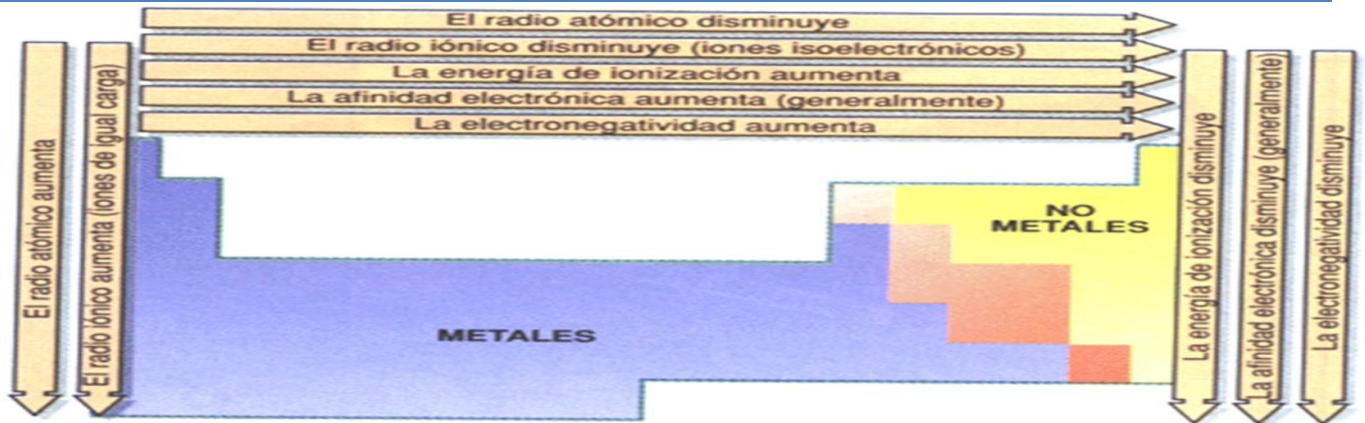 El radio atómico disminuye
El radio iónico disminuye (iones isoelectrónicos)
La energía de ionización aumenta
La afinidad electrónica aumenta (generalmente)
La electronegatividad aumenta
El radio atómico aumenta
El radio iónico aumenta (iones de igual carga)
NO
METALES
METALES
La energía de ionización disminuye
La afinidad electrónica disminuye (generalmente)
La electronegatividad disminuye